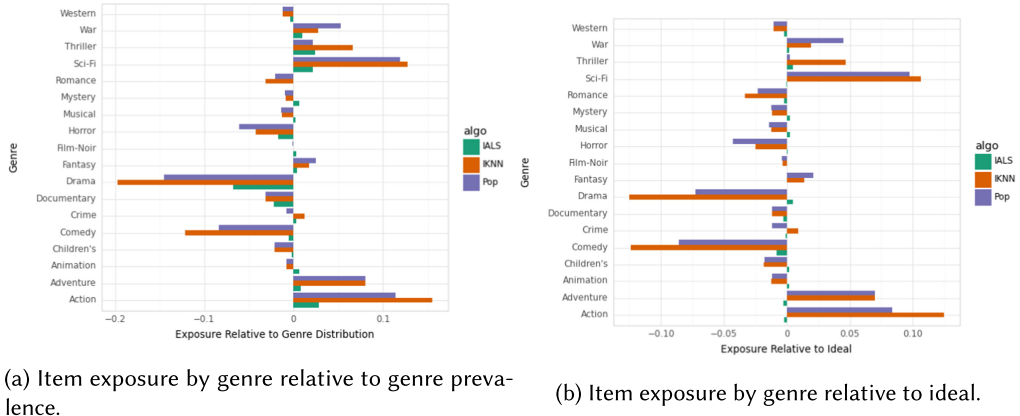 Western
War
Thriller
Sci-Fi
Romance
Mystery
Musical
Horror
Film-Noir
Fantasy
Drama
Documentary
Crime
Comedy
Children's
Animation
Adventure
Action
Genre
−0.2
−0.1
0
0.1
Exposure Relative to Genre Distribution
algo
IALS
IKNN
Pop
(a) Item exposure by genre relative to genre preva-
lence.
Western
War
Thriller
Sci-Fi
Romance
Mystery
Musical
Horror
Film-Noir
Fantasy
Drama
Documentary
Crime
Comedy
Children's
Animation
Adventure
Action
Genre
−0.10
−0.05
0
0.05
0.10
Exposure Relative to Ideal
algo
IALS
IKNN
Pop
(b) Item exposure by genre relative to ideal.